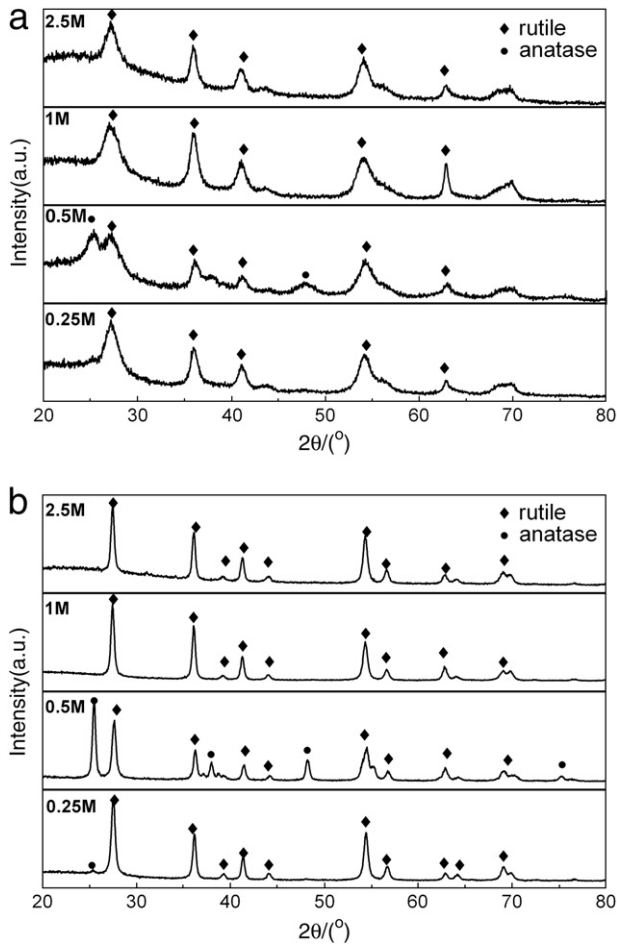 a
2.5M
◆ rutile
● anatase
1M
0.5M
0.25M
Intensity(a.u.)
20 30 40 50 60 70 80
2θ/(°)
b
2.5M
◆ rutile
● anatase
1M
0.5M
0.25M
Intensity(a.u.)
20 30 40 50 60 70 80
2θ/(°)